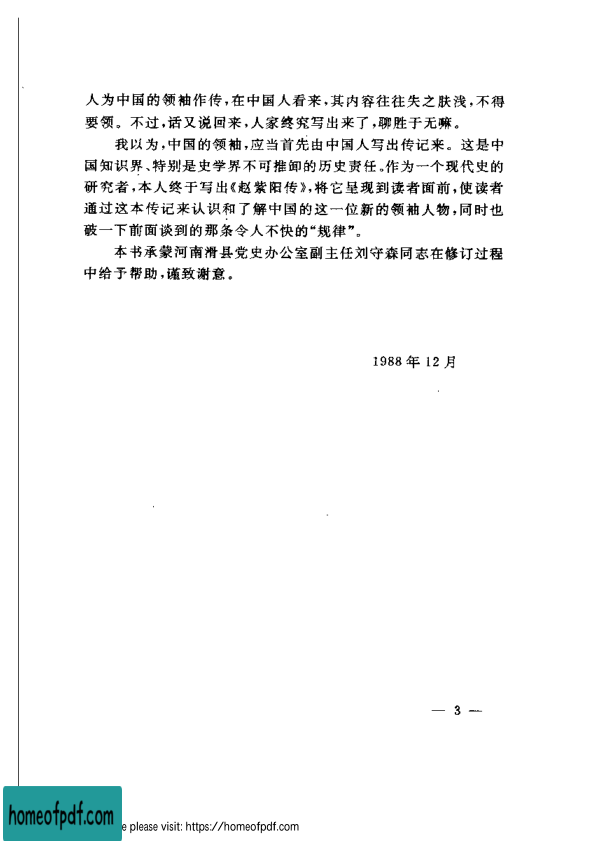 人为中国的领袖作传,在中国人看来,其内容往往失之肤浅,不得
要领。不过,话又说回来,人家终究写出来了,聊胜于无嘛。
我以为,中国的领袖,应当首先由中国人写出传记来。这是中
国知识界、特别是史学界不可推卸的历史责任。作为一个现代史的
研究者,本人终于写出《赵紫阳传》,将它呈现到读者面前,使读者
通过这本传记来认识和了解中国的这一位新的领袖人物,同时也
破一下前面谈到的那条令人不快的“规律”。
本书承蒙河南滑县党史办公室副主任刘守森同志在修订过程
中给予帮助,谨致谢意。
1988年12月
— 3 —
homeofpdf.com
e please visit: https://homeofpdf.com